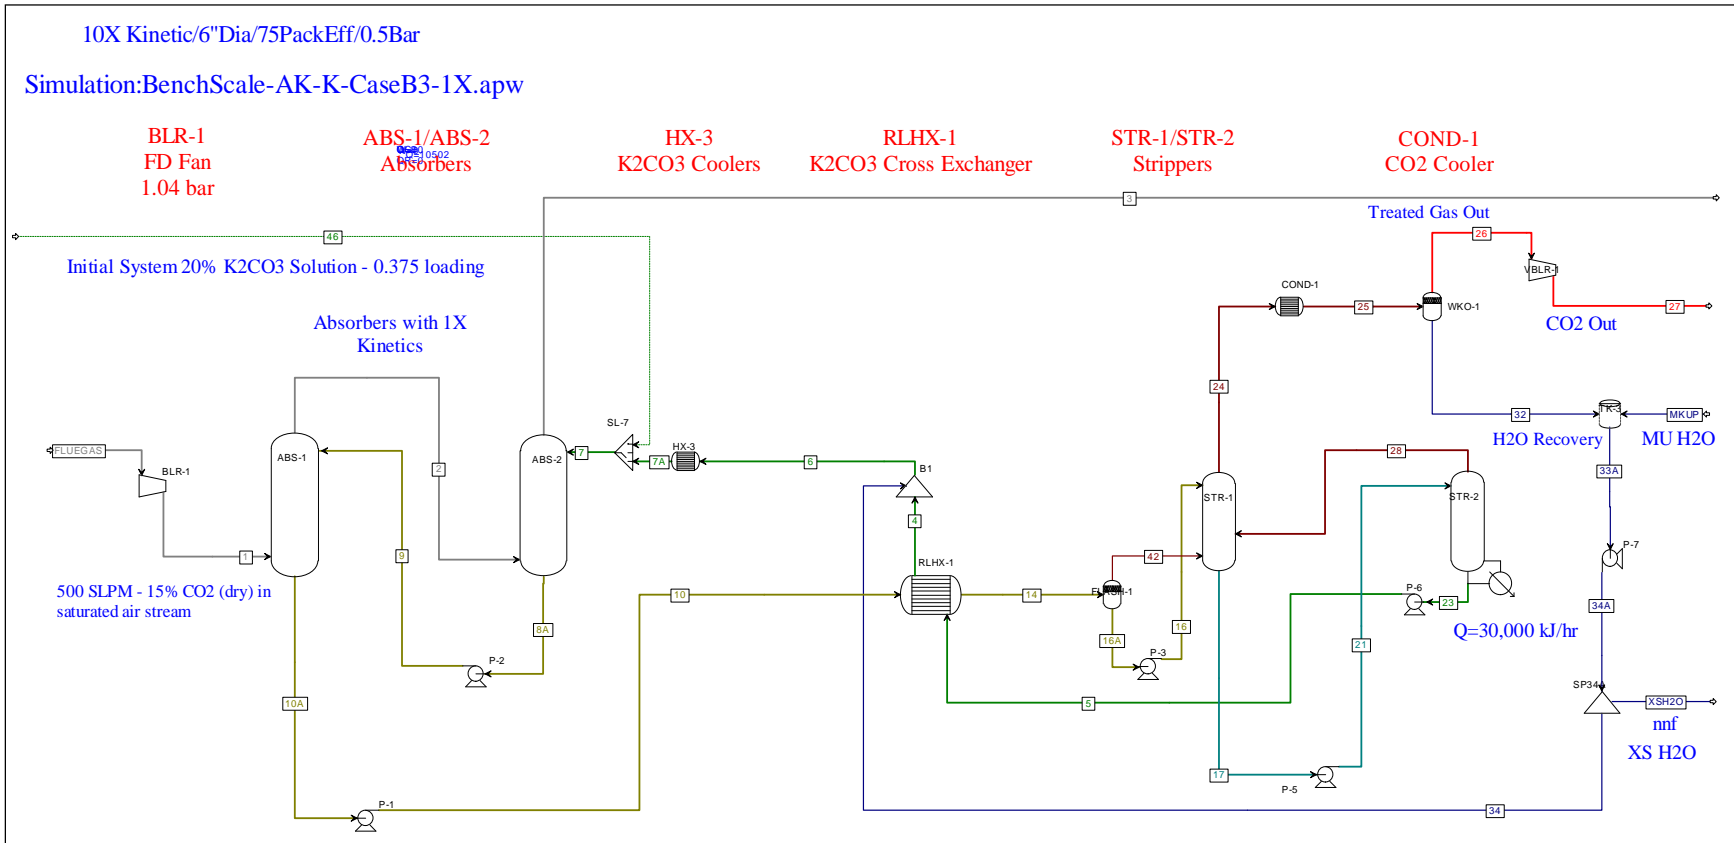 10X Kinetic/6"Dia/75PackEff/0.5Bar
Simulation:BenchScale-AK-K-CaseB3-1X.apw
BLR-1
FD Fan
1.04 bar
ABS-1/ABS-2
Absorbers
HX-3
K2CO3 Coolers
RLHX-1
K2CO3 Cross Exchanger
STR-1/STR-2
Strippers
COND-1
CO2 Cooler
3
Treated Gas Out
46
26
Initial System 20% K2CO3 Solution - 0.375 loading
VBLR-1
COND-1
25
WKO-1
27
CO2 Out
Absorbers with 1X
Kinetics
24
TK-3
32
MKUP
H2O Recovery
MU H2O
SL-7
FLUEGAS
ABS-1
2
ABS-2
7
7A
HX-3
6
B1
28
33A
BLR-1
STR-1
STR-2
4
1
9
42
P-7
RLHX-1
500 SLPM - 15% CO2 (dry) in
saturated air stream
10
14
FLASH-1
P-6
23
34A
8A
16A
16
Q=30,000 kJ/hr
P-2
P-3
21
SP34A
10A
5
XSH2O
nnf
XS H2O
17
P-5
P-1
34